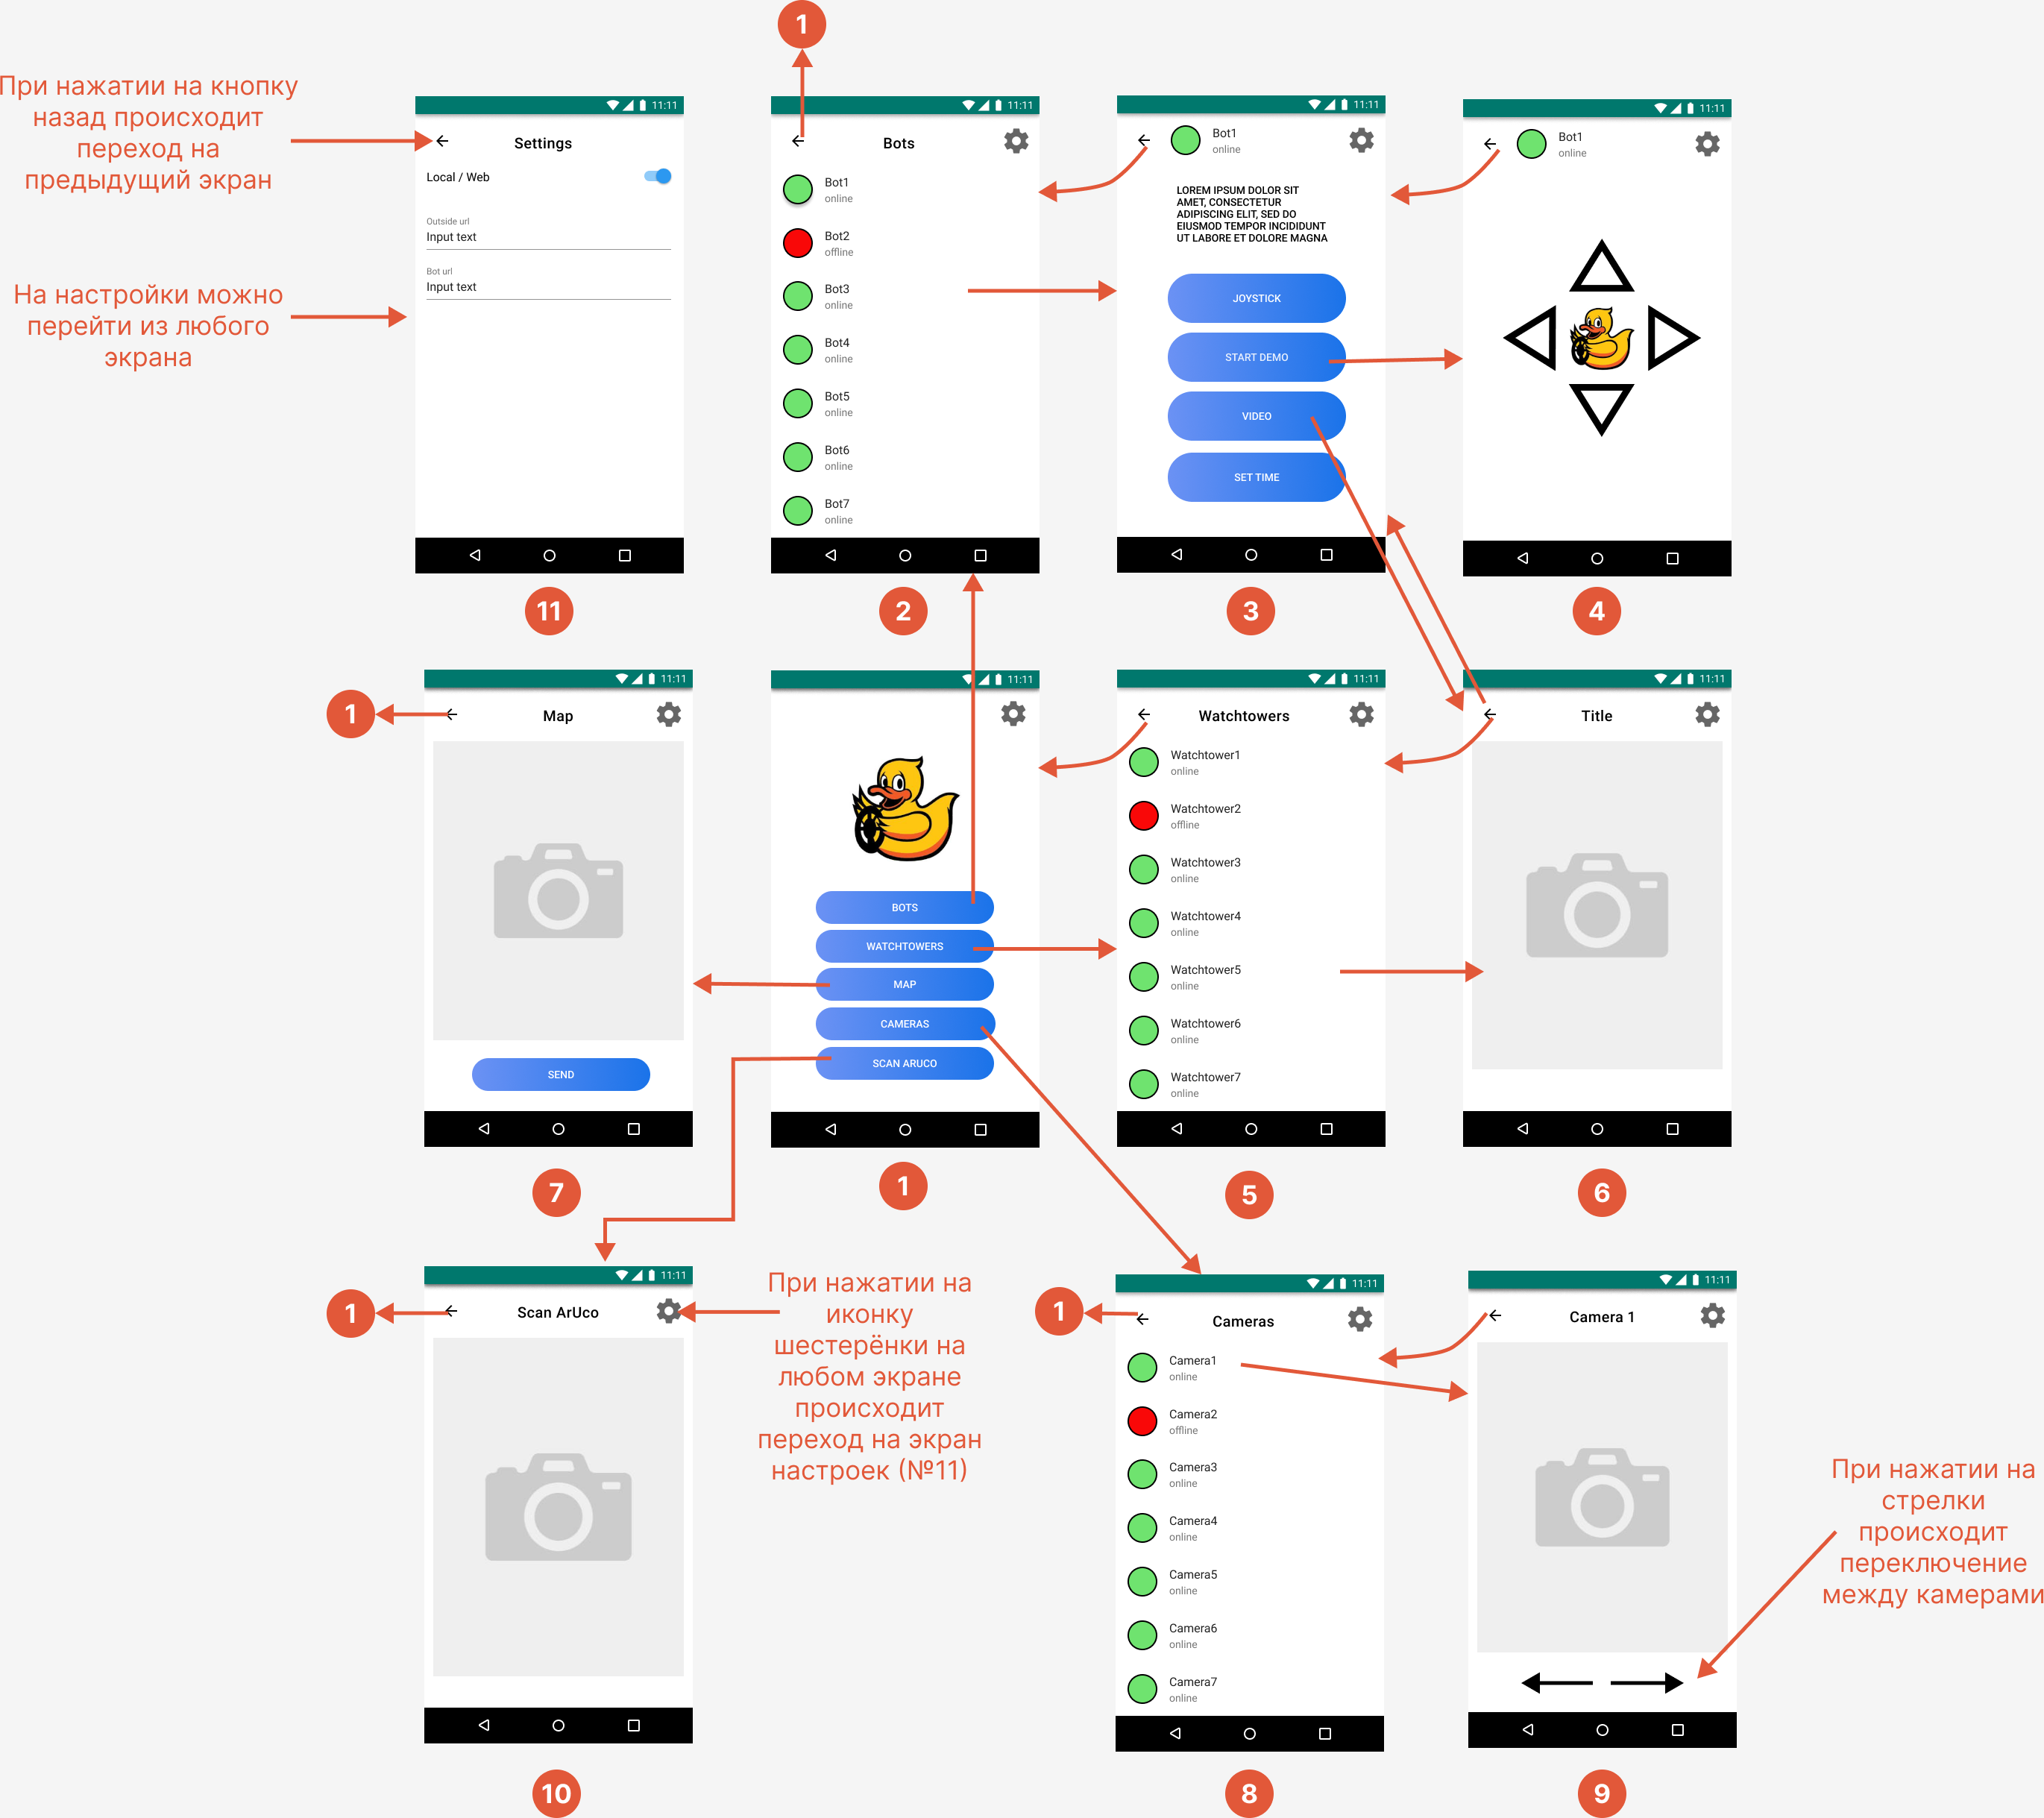 1
При нажатии на кнопку
назад происходит
переход на
предыдущий экран
На настройки можно
перейти из любого
экрана
11:11
Settings
Local / Web
Outside url
Input text
Bot url
Input text
11
11:11
Bots
Bot1
online
Bot2
offline
Bot3
online
Bot4
online
Bot5
online
Bot6
online
Bot7
online
2
11:11
Bot1
online
LOREM IPSUM DOLOR SIT
AMET, CONSECTETUR
ADIPISCING ELIT, SED DO
EIUSMOD TEMPOR INCIDIDUNT
UT LABORE ET DOLORE MAGNA
JOYSTICK
START DEMO
VIDEO
SET TIME
3
11:11
Bot1
online
4
1
11:11
Map
SEND
7
11:11
BOTS
WATCHTOWERS
MAP
CAMERAS
SCAN ARUCO
1
11:11
Watchtowers
Watchtower1
online
Watchtower2
offline
Watchtower3
online
Watchtower4
online
Watchtower5
online
Watchtower6
online
Watchtower7
online
5
11:11
Title
6
1
11:11
Scan ArUco
10
При нажатии на
иконку
шестерёнки на
любом экране
происходит
переход на экран
настроек (№11)
1
11:11
Cameras
Camera1
online
Camera2
offline
Camera3
online
Camera4
online
Camera5
online
Camera6
online
Camera7
online
8
11:11
Camera 1
9
При нажатии на
стрелки
происходит
переключение
между камерами